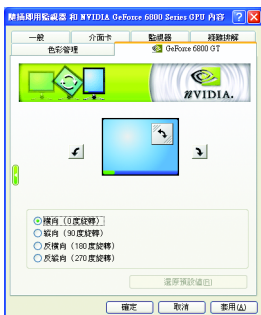 隨插即用監視器 和 NVIDIA GeForce 6800 Series GPU 內容
一般 介面卡 監視器 疑難排解
色彩管理 GeForce 6800 GT
NVIDIA.
橫向 (0度旋轉)
縱向 (90度旋轉)
反橫向 (180度旋轉)
反縱向 (270度旋轉)
還原預設值(R)
確定 取消 套用(A)